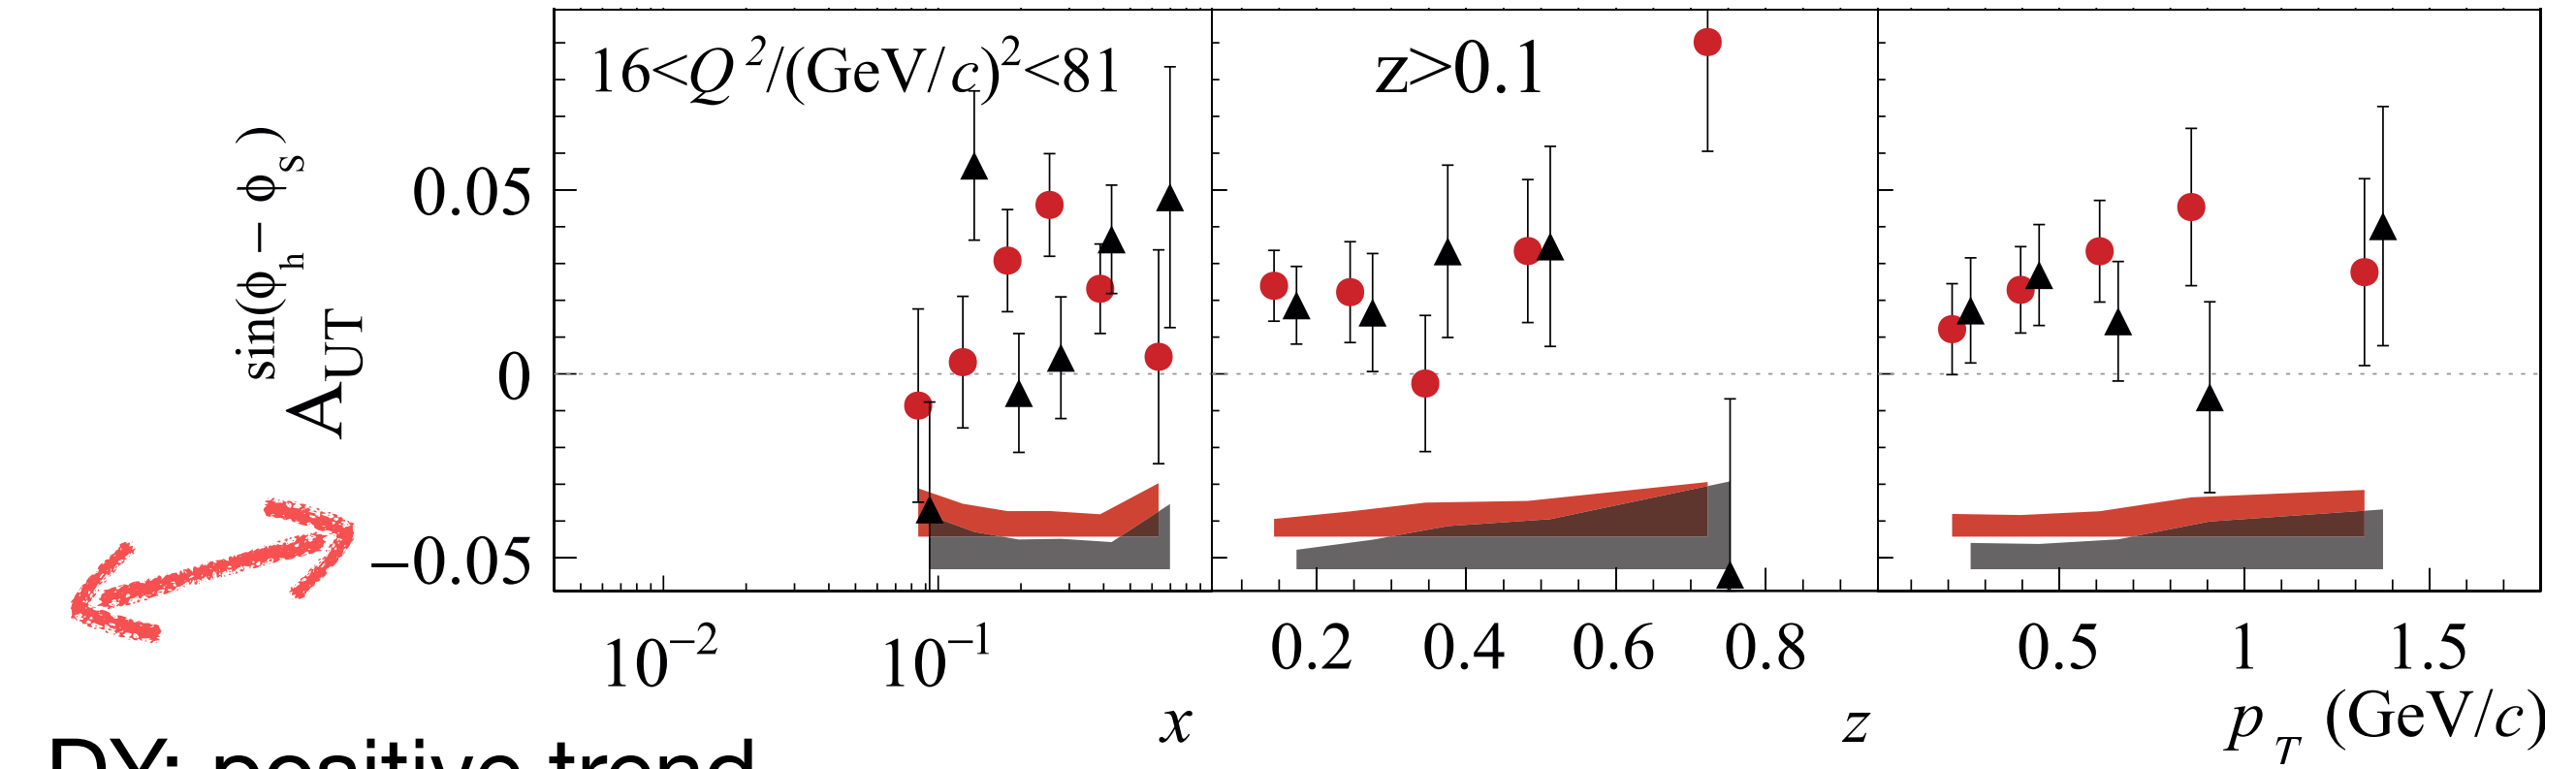 16<Q²/(GeV/c)²<81
z>0.1
A_UT^sin(ϕ_h − ϕ_S)
0.05
0
−0.05
10⁻² 10⁻¹ 0.2 0.4 0.6 0.8 0.5 1 1.5
x z p_T (GeV/c)
DY: positive trend